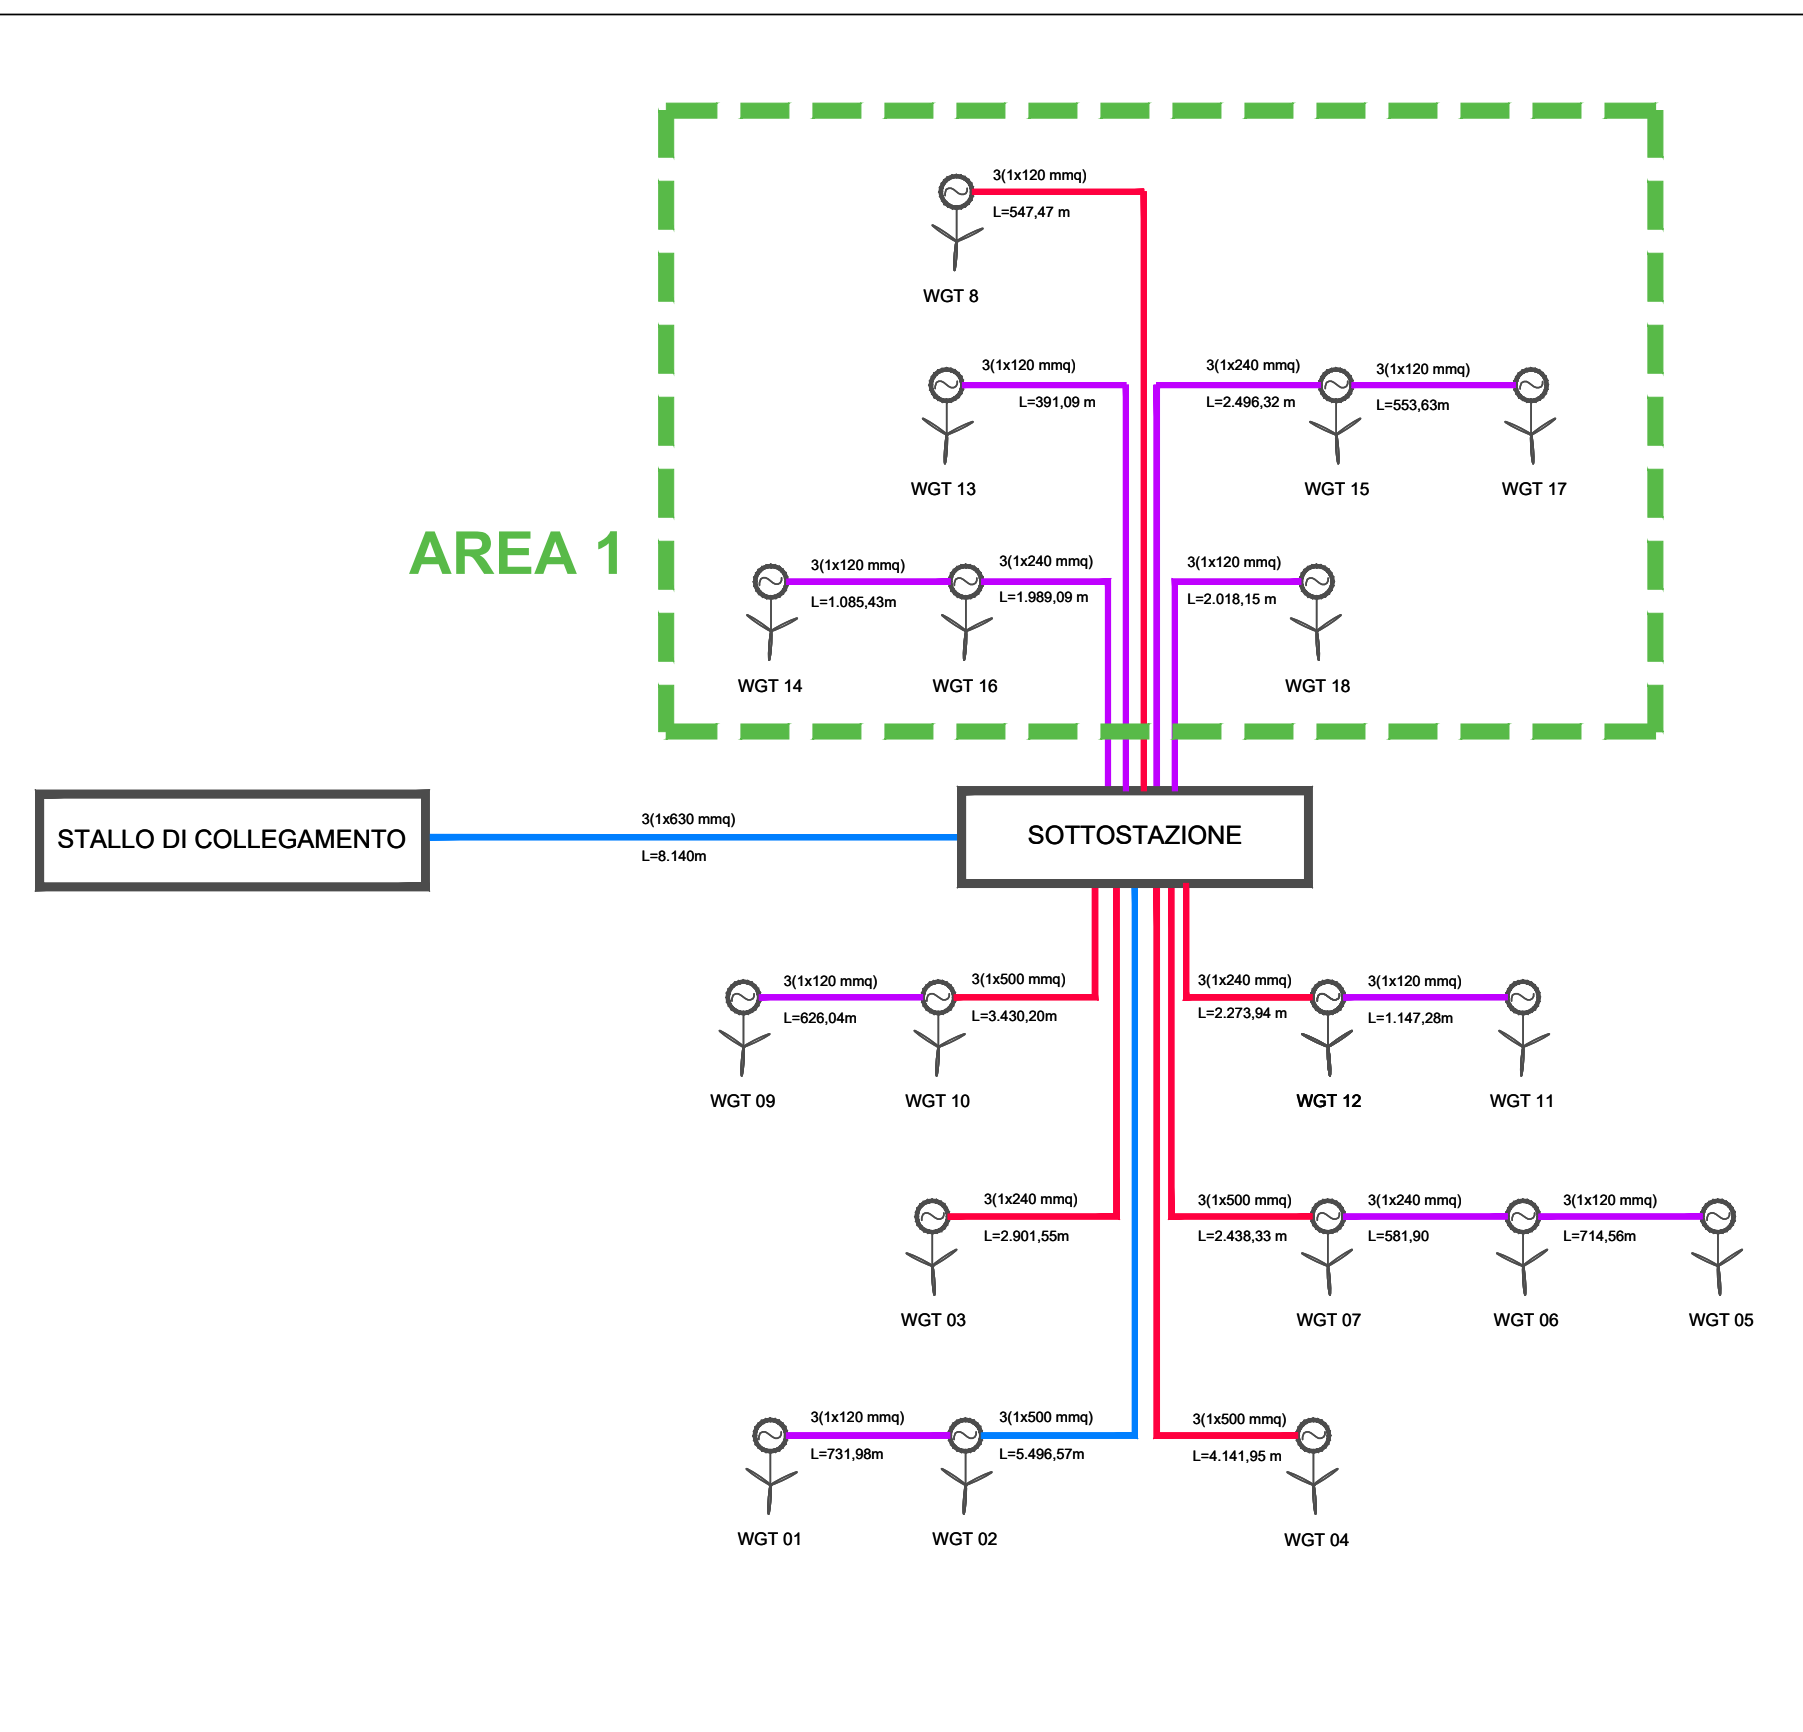 3(1x120 mmq)
L=547,47 m
WGT 8
3(1x120 mmq)
L=391,09 m
WGT 13
3(1x240 mmq)
L=2.496,32 m
WGT 15
3(1x120 mmq)
L=553,63m
WGT 17
AREA 1
3(1x120 mmq)
L=1.085,43m
WGT 14
3(1x240 mmq)
L=1.989,09 m
WGT 16
3(1x120 mmq)
L=2.018,15 m
WGT 18
STALLO DI COLLEGAMENTO
3(1x630 mmq)
L=8.140m
SOTTOSTAZIONE
3(1x120 mmq)
L=626,04m
WGT 09
3(1x500 mmq)
L=3.430,20m
WGT 10
3(1x240 mmq)
L=2.273,94 m
WGT 12
3(1x120 mmq)
L=1.147,28m
WGT 11
3(1x240 mmq)
L=2.901,55m
WGT 03
3(1x500 mmq)
L=2.438,33 m
WGT 07
3(1x240 mmq)
L=581,90
WGT 06
3(1x120 mmq)
L=714,56m
WGT 05
3(1x120 mmq)
L=731,98m
WGT 01
3(1x500 mmq)
L=5.496,57m
WGT 02
3(1x500 mmq)
L=4.141,95 m
WGT 04